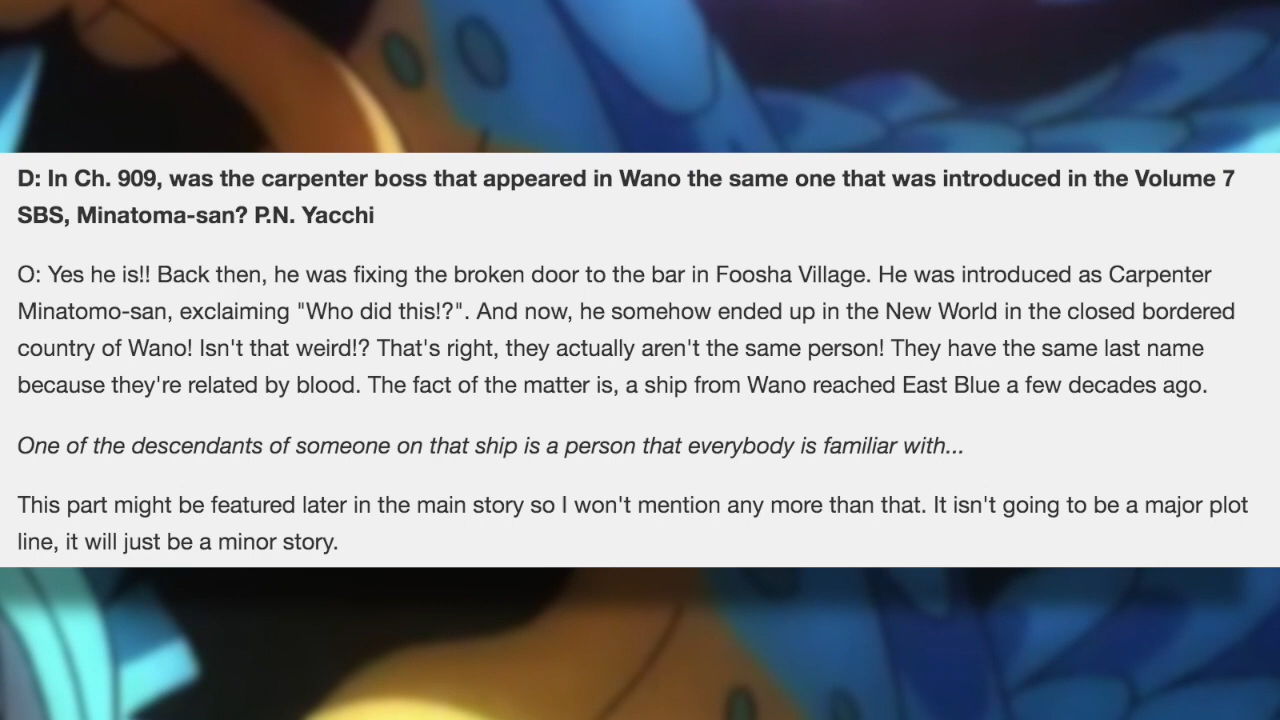 D: In Ch. 909, was the carpenter boss that appeared in Wano the same one that was introduced in the Volume 7
SBS, Minatoma-san? P.N. Yacchi
O: Yes he is!! Back then, he was fixing the broken door to the bar in Foosha Village. He was introduced as Carpenter
Minatomo-san, exclaiming "Who did this!?". And now, he somehow ended up in the New World in the closed bordered
country of Wano! Isn't that weird!? That's right, they actually aren't the same person! They have the same last name
because they're related by blood. The fact of the matter is, a ship from Wano reached East Blue a few decades ago.
One of the descendants of someone on that ship is a person that everybody is familiar with...
This part might be featured later in the main story so I won't mention any more than that. It isn't going to be a major plot
line, it will just be a minor story.